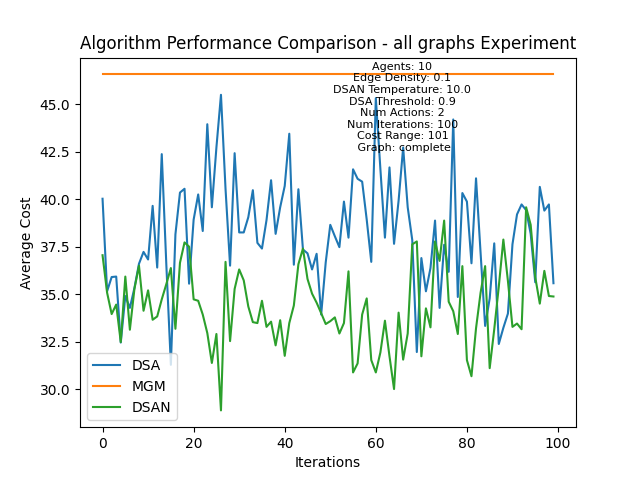 Algorithm Performance Comparison - all graphs Experiment
Agents: 10
Edge Density: 0.1
DSAN Temperature: 10.0
DSA Threshold: 0.9
Num Actions: 2
Num Iterations: 100
Cost Range: 101
Graph: complete
45.0
42.5
40.0
37.5
35.0
32.5
30.0
Average Cost
DSA
MGM
DSAN
0 20 40 60 80 100
Iterations